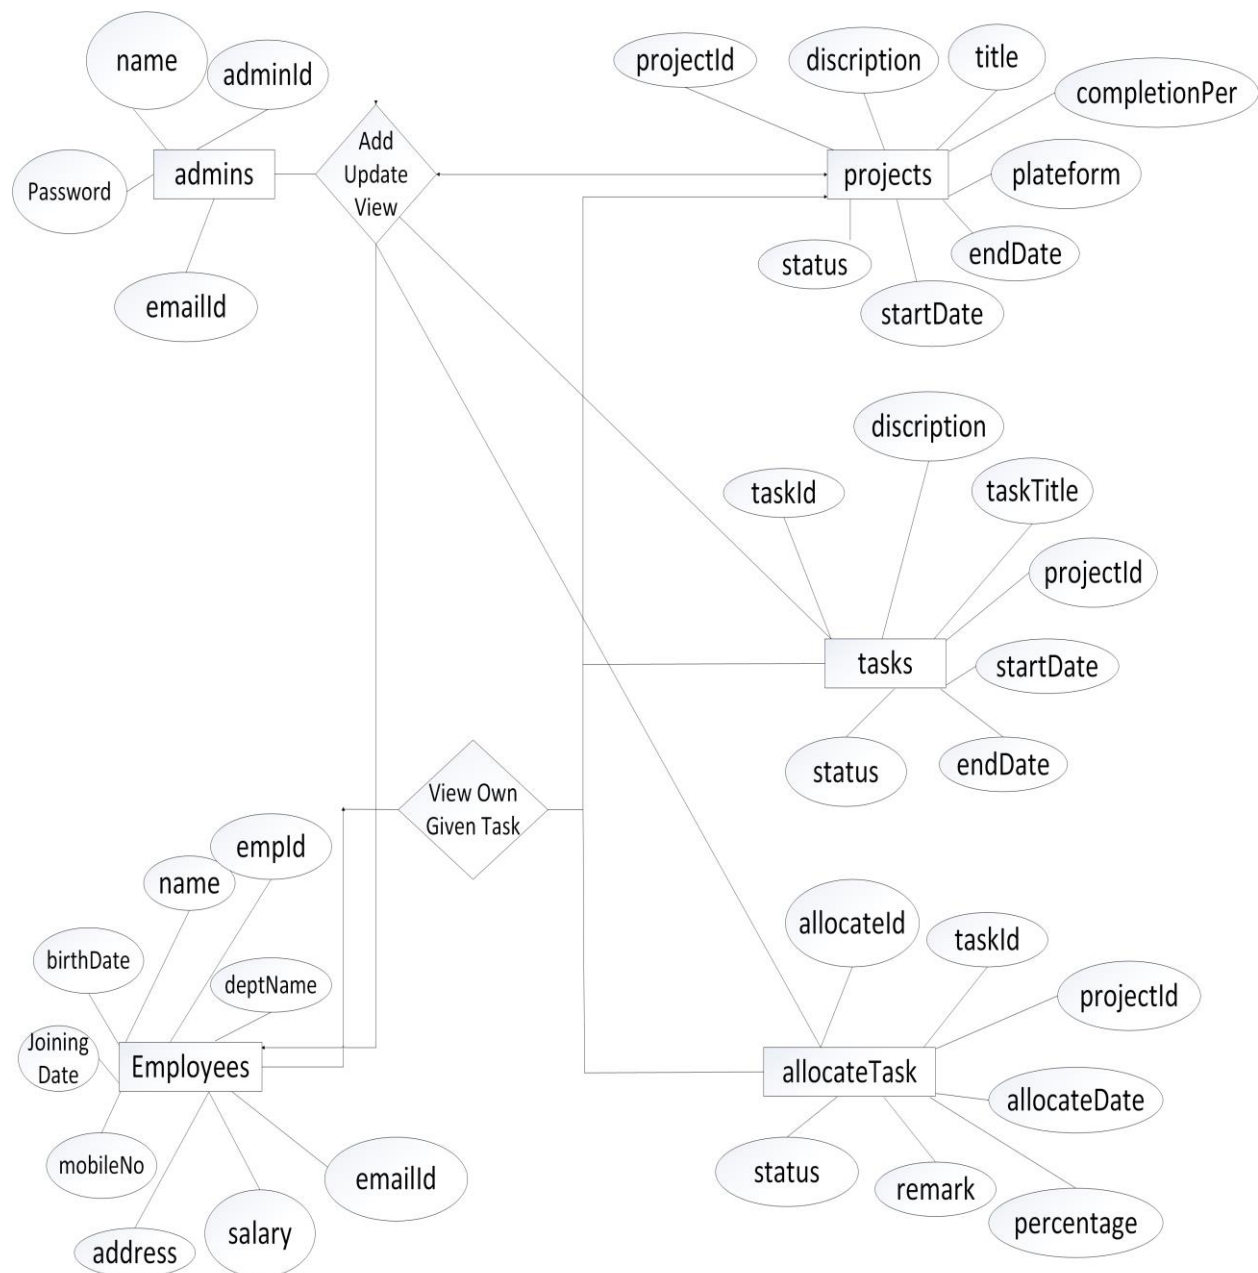 name
adminId
Add
Update
View
admins
Password
emailId
projectId
discription
title
completionPer
projects
plateform
status
endDate
startDate
discription
taskId
taskTitle
projectId
tasks
startDate
status
endDate
View Own
Given Task
empId
name
birthDate
deptName
Joining
Date
Employees
mobileNo
emailId
address
salary
allocateId
taskId
projectId
allocateTask
allocateDate
status
remark
percentage